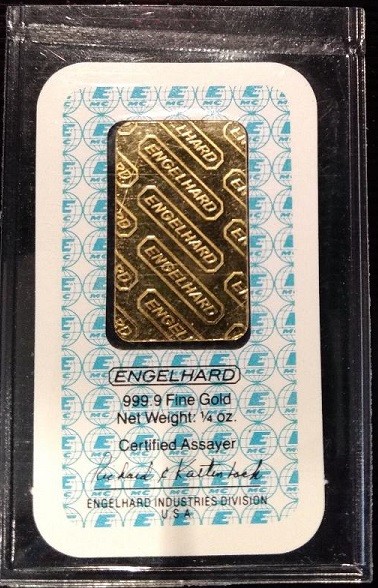 ENGELHARD
ENGELHARD
ENGELHARD
ENGELHARD
ENGELHARD
999.9 Fine Gold
Net Weight: ¼ oz.
Certified Assayer
ENGELHARD INDUSTRIES DIVISION
U.S.A.